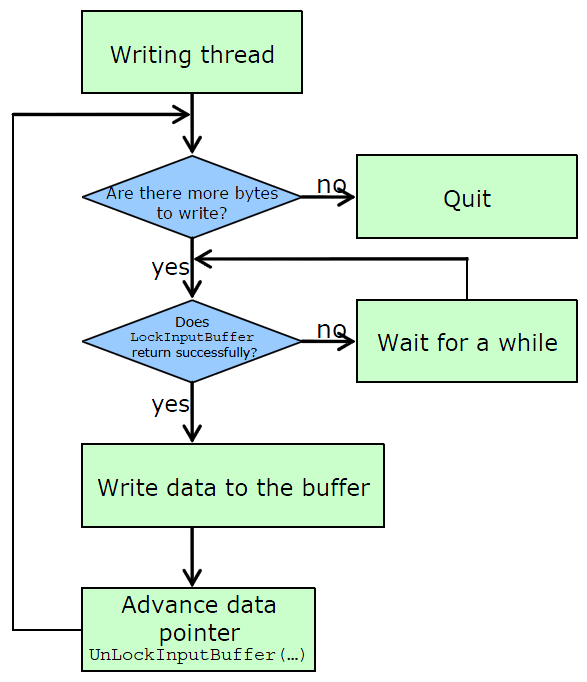 Writing thread
Are there more bytes
to write?
no
Quit
yes
Does
LockInputBuffer
return successfully?
no
Wait for a while
yes
Write data to the buffer
Advance data
pointer
UnLockInputBuffer(…)